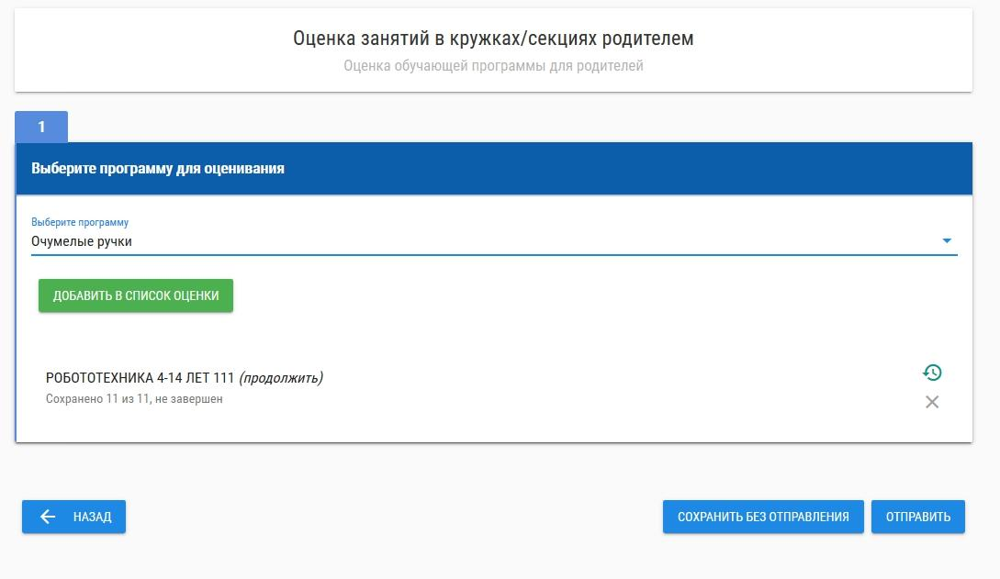 Оценка занятий в кружках/секциях родителем
Оценка обучающей программы для родителей
1
Выберите программу для оценивания
Выберите программу
Очумелые ручки
ДОБАВИТЬ В СПИСОК ОЦЕНКИ
РОБОТОТЕХНИКА 4-14 ЛЕТ 111 (продолжить)
Сохранено 11 из 11, не завершен
НАЗАД
СОХРАНИТЬ БЕЗ ОТПРАВЛЕНИЯ
ОТПРАВИТЬ